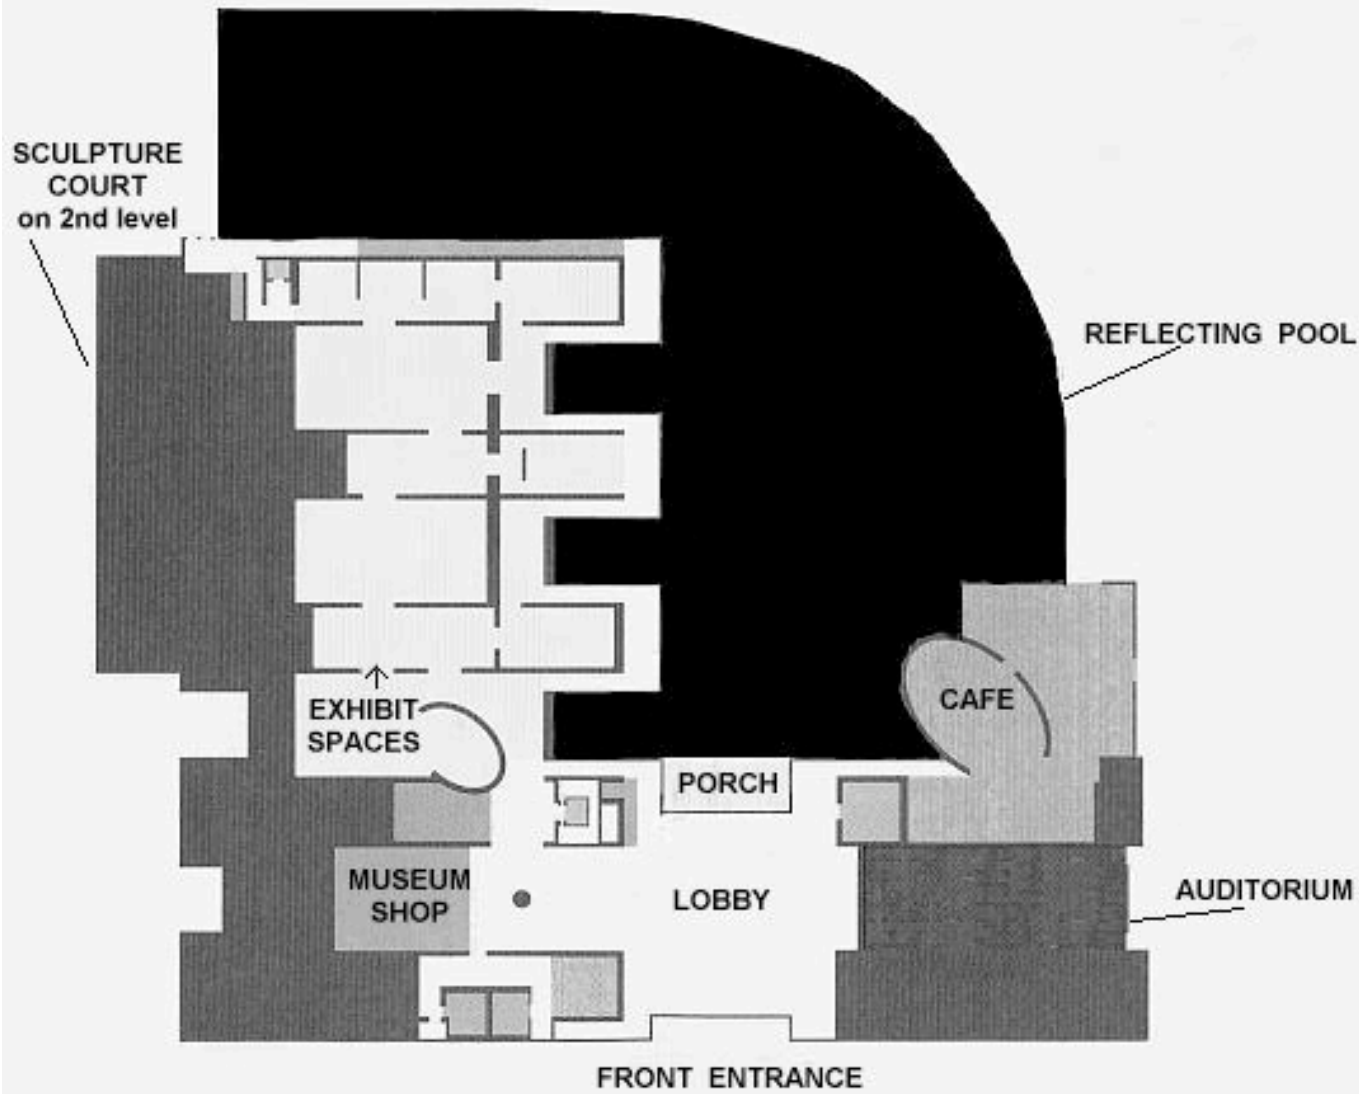 SCULPTURE
COURT
on 2nd level
REFLECTING POOL
CAFE
EXHIBIT
SPACES
PORCH
MUSEUM
SHOP
LOBBY
AUDITORIUM
FRONT ENTRANCE